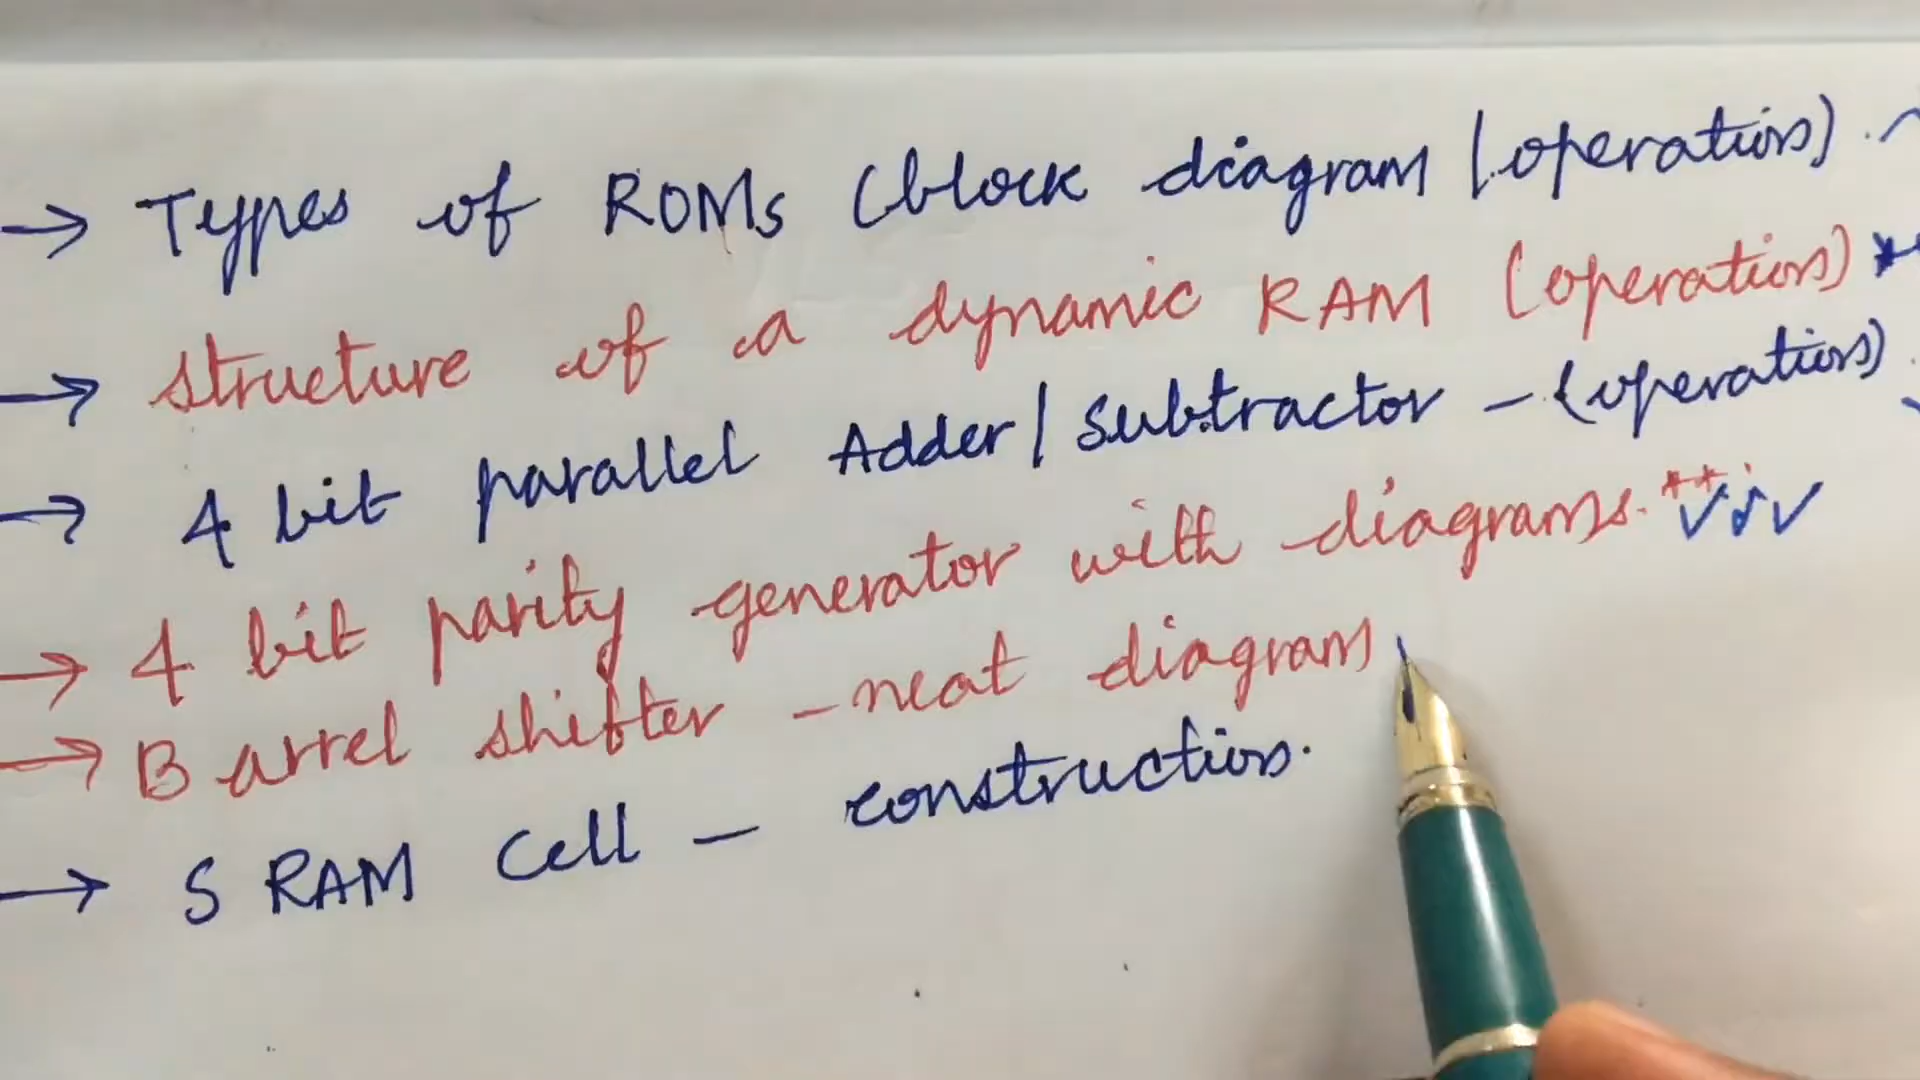 → Types of ROMs (block diagram / operation).
→ Structure of a dynamic RAM (operation) *
→ 4 bit parallel Adder / Subtractor - (operation).
→ 4 bit parity generator with diagrams. ** ✓✓✓
→ Barrel shifter - neat diagram
→ S RAM Cell - construction.